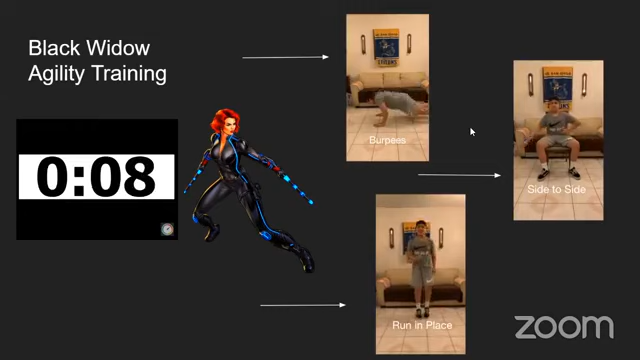 Black Widow
Agility Training
0:08
Burpees
Side to Side
Run in Place
zoom